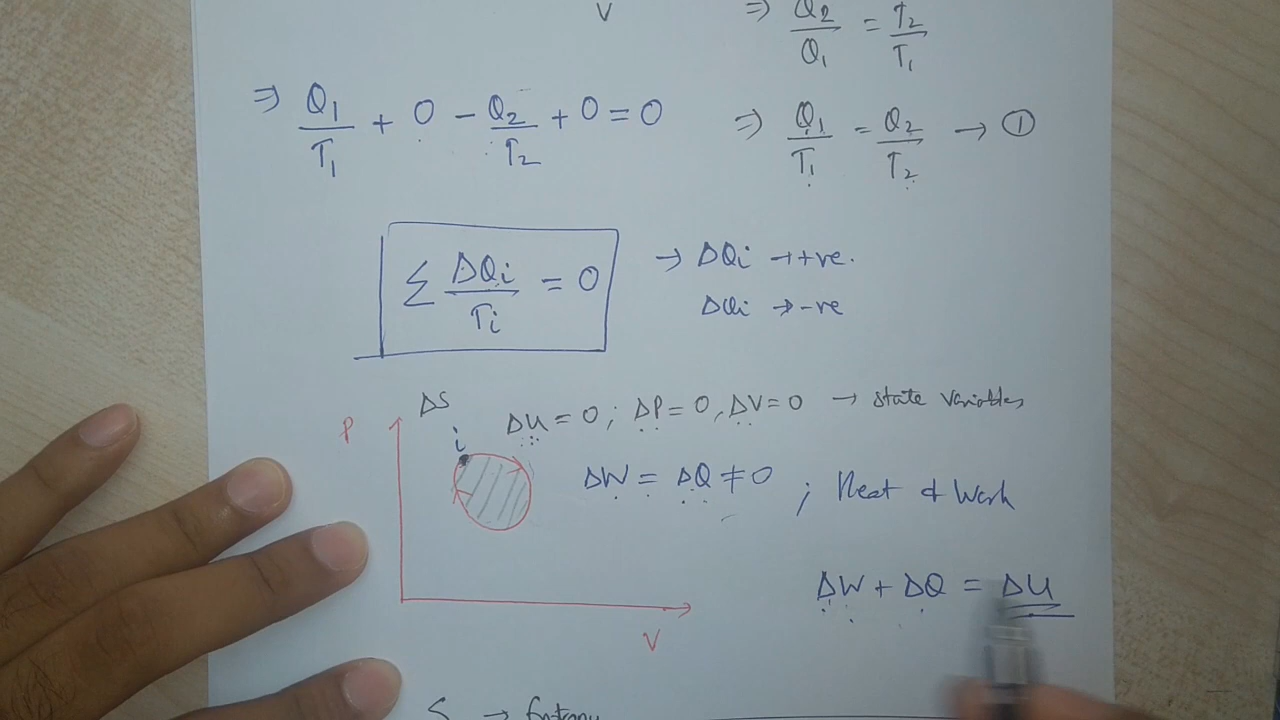 V
⇒ Q2/Q1 = T2/T1
⇒ Q1/T1 + 0 - Q2/T2 + 0 = 0
⇒ Q1/T1 = Q2/T2 → ①
Σ ΔQi/Ti = 0
→ ΔQi → +ve.
ΔQi → -ve
ΔS
ΔU = 0 ; ΔP = 0, ΔV = 0 → state variables
P
i
ΔW = ΔQ ≠ 0 ; Heat & Work
ΔW + ΔQ = ΔU
V
S → Entropy